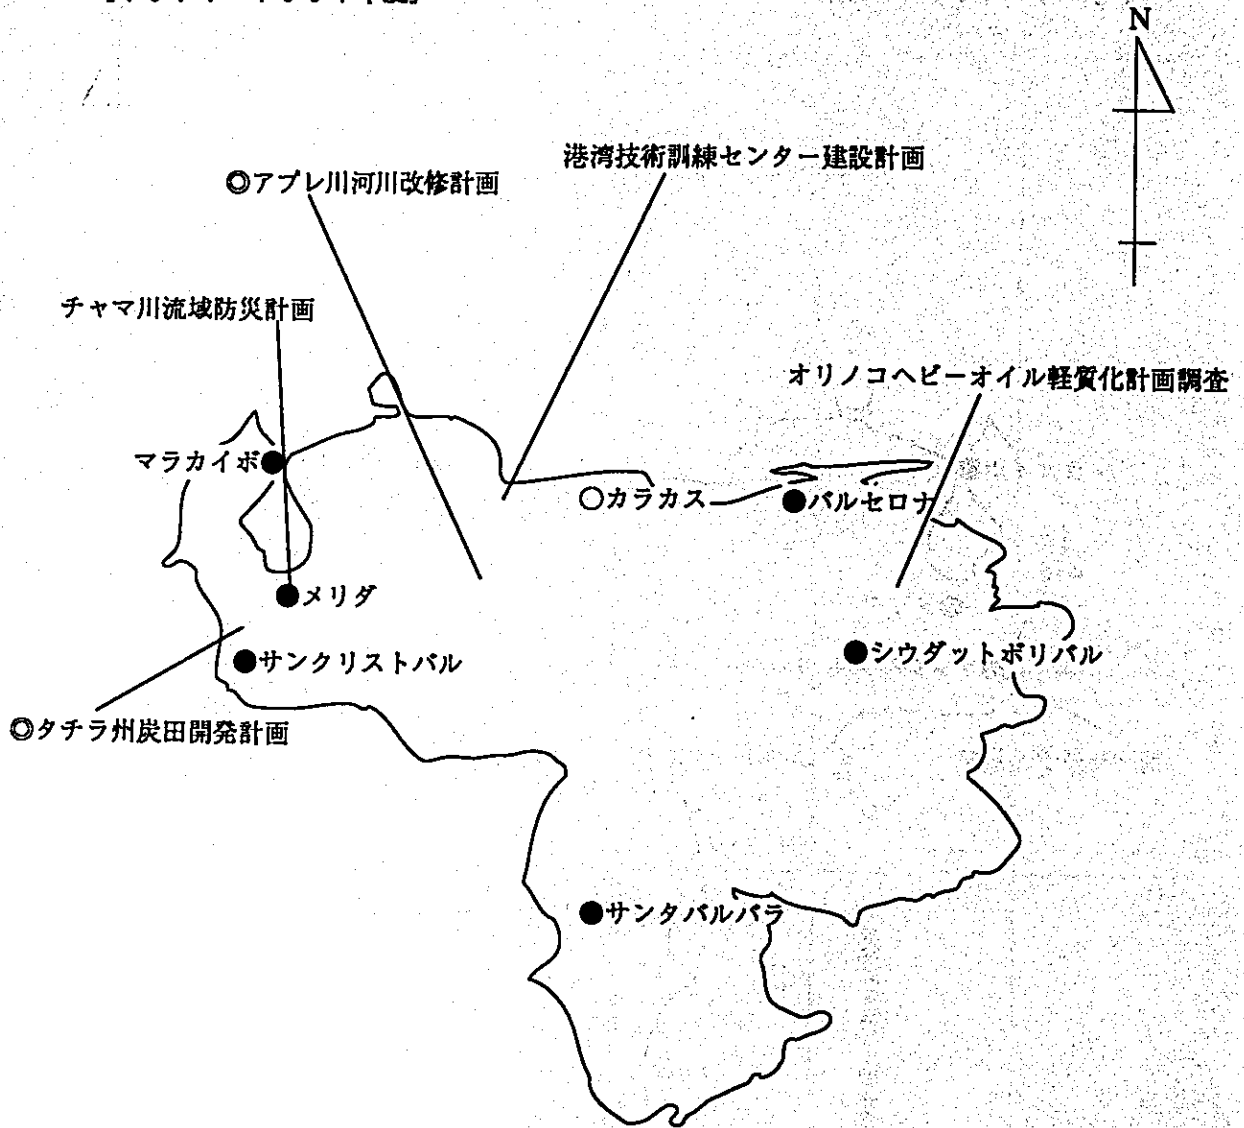 N
港湾技術訓練センター建設計画
◎アプレ川河川改修計画
チャマ川流域防災計画
オリノコヘビーオイル軽質化計画調査
マラカイボ
○カラカス
バルセロナ
メリダ
シウダットボリバル
サンクリストバル
◎タチラ州炭田開発計画
サンタバルバラ